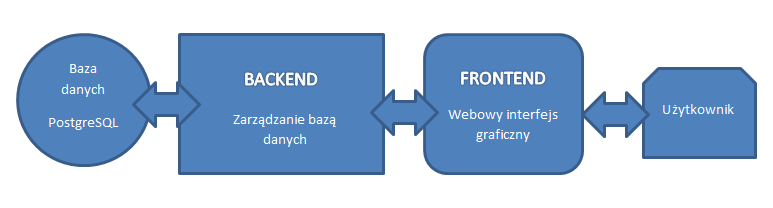 Baza
danych
PostgreSQL
BACKEND
Zarządzanie bazą
danych
FRONTEND
Webowy interfejs
graficzny
Użytkownik